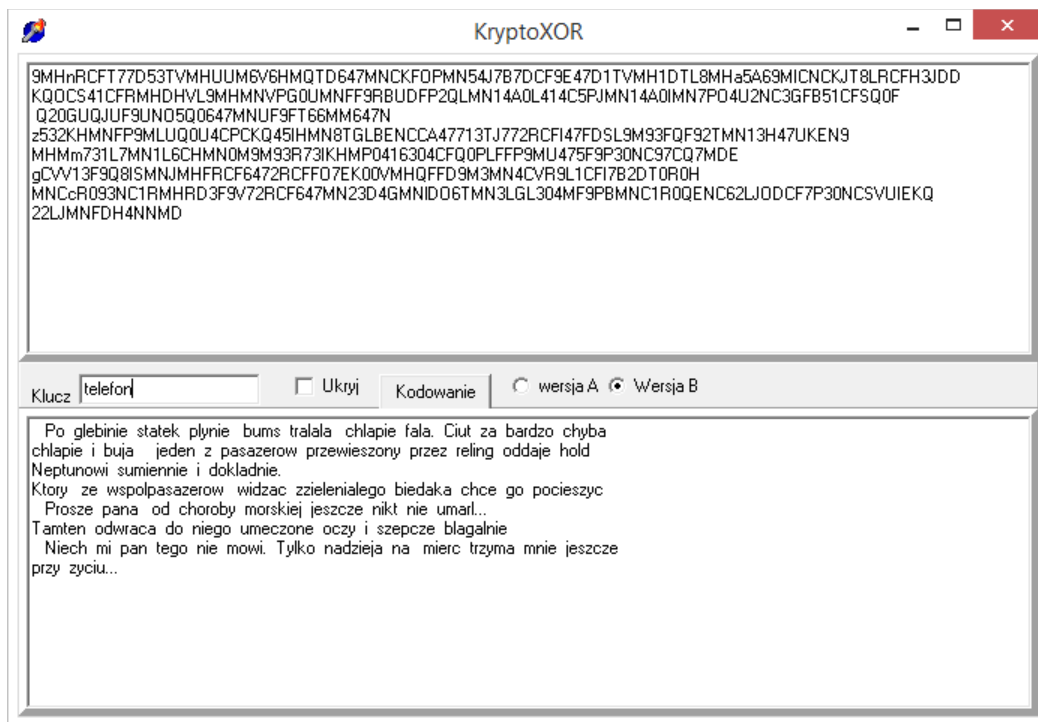 KryptoXOR
9MHnRCFT77D53TVMHUUM6V6HMQTD647MNCKFOPMN54J7B7DCF9E47D1TVMH1DTL8MHa5A69MICNCKJT8LRCFH3JDD
KQOCS41CFRMHDHVL9MHMNVPG0UMNFF9RBUDFP2QLMN14A0L414C5PJMN14A0IMN7PO4U2NC3GFB51CFSQ0F
Q20GUQJUF9UNO5Q0647MNUF9FT66MM647N
z532KHMNFP9MLUQ0U4CPCKQ45IHMN8TGLBENCCA47713TJ772RCFI47FDSL9M93FQF92TMN13H47UKEN9
MHMm731L7MN1L6CHMN0M9M93R73IKHMP0416304CFQ0PLFFP9MU475F9P30NC97CQ7MDE
gCVV13F9Q8ISMNJMHFRCF6472RCFFO7EK00VMHQFFD9M3MN4CVR9L1CFI7B2DT0R0H
MNCcR093NC1RMHRD3F9V72RCF647MN23D4GMNIDO6TMN3LGL304MF9PBMNC1R0QENC62LJODCF7P30NCSVUIEKQ
22LJMNFDH4NNMD
Klucz telefon Ukryj Kodowanie wersja A Wersja B
Po glebinie statek plynie bums tralala chlapie fala. Ciut za bardzo chyba
chlapie i buja jeden z pasazerow przewieszony przez reling oddaje hold
Neptunowi sumiennie i dokladnie.
Ktory ze wspolpasazerow widzac zzielenialego biedaka chce go pocieszyc
Prosze pana od choroby morskiej jeszcze nikt nie umarl...
Tamten odwraca do niego umeczone oczy i szepcze blagalnie
Niech mi pan tego nie mowi. Tylko nadzieja na mierc trzyma mnie jeszcze
przy zyciu...